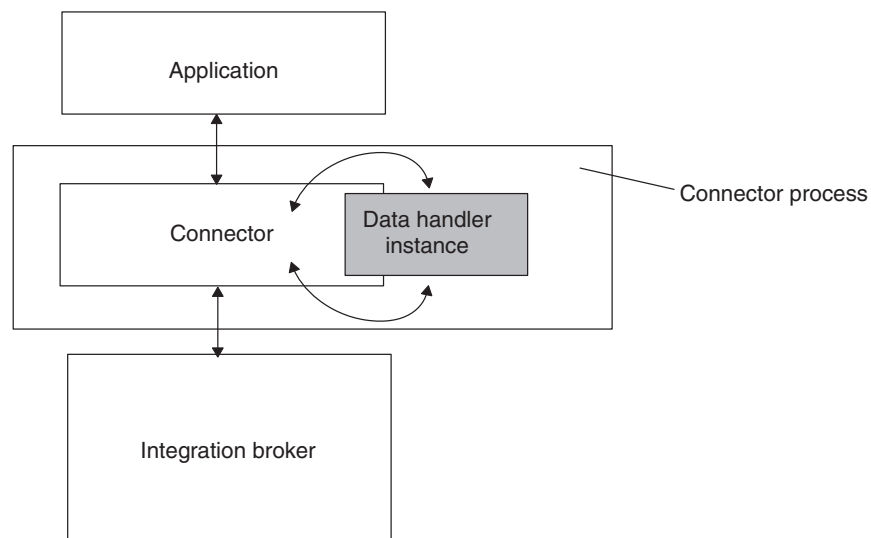 Application
Connector process
Connector
Data handler
instance
Integration broker